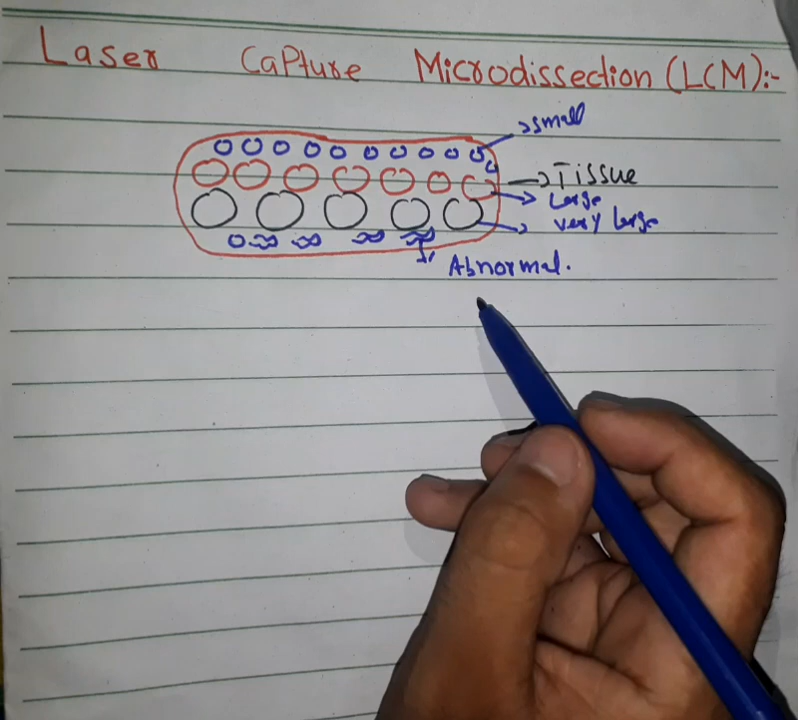 Laser Capture Microdissection (LCM):-
small
Tissue
Large
very large
Abnormal.